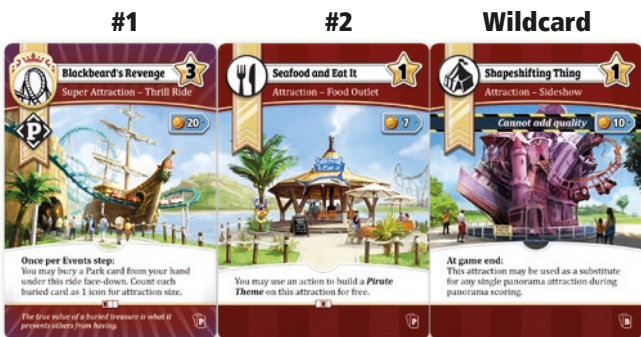 #1
#2
Wildcard
Blackbeard's Revenge
3
Super Attraction – Thrill Ride
P
20
Once per Events step:
You may bury a Park card from your hand
under this ride face-down. Count each
buried card as 1 icon for attraction size.
The true value of a buried treasure is what it
prevents others from having.
P
Seafood and Eat It
1
Attraction – Food Outlet
7
You may use an action to build a Pirate
Theme on this attraction for free.
P
Shapeshifting Thing
1
Attraction – Sideshow
Cannot add quality
10
At game end:
This attraction may be used as a substitute
for any single panorama attraction during
panorama scoring.
B